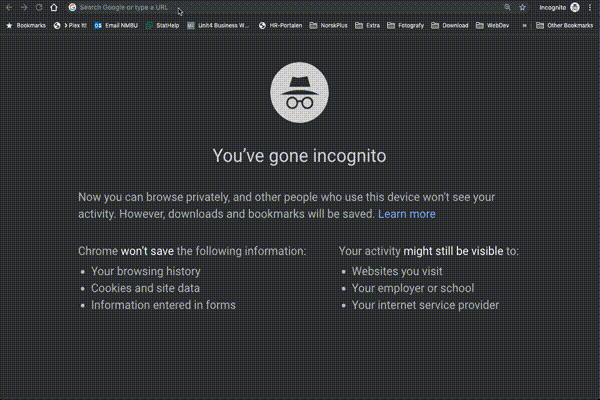 Search Google or type a URL
Incognito
Bookmarks
Plex It!
Email NMBU
StatHelp
Unit4 Business W...
HR-Portalen
NorskPlus
Extra
Fotografy
Download
WebDev
»
Other Bookmarks
You've gone incognito
Now you can browse privately, and other people who use this device won't see your
activity. However, downloads and bookmarks will be saved. Learn more
Chrome won't save the following information:
• Your browsing history
• Cookies and site data
• Information entered in forms
Your activity might still be visible to:
• Websites you visit
• Your employer or school
• Your internet service provider